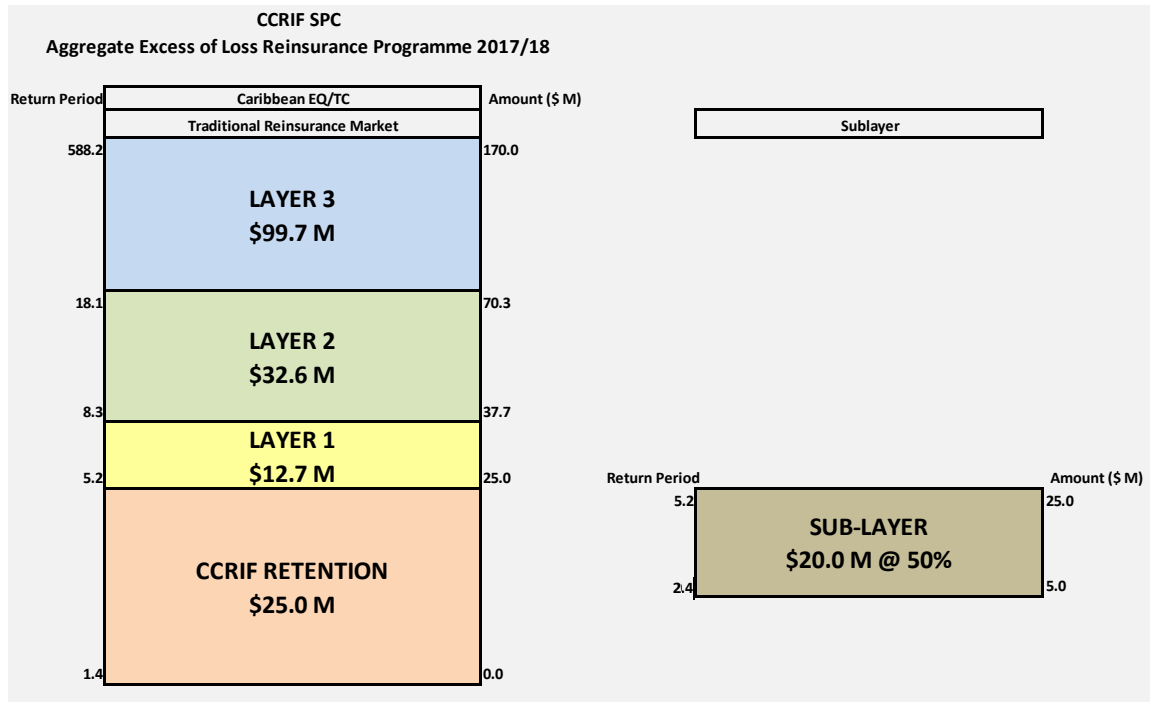 CCRIF SPC
Aggregate Excess of Loss Reinsurance Programme 2017/18
Return Period Caribbean EQ/TC Amount ($ M)
Traditional Reinsurance Market Sublayer
588.2 170.0
LAYER 3
$99.7 M
18.1 70.3
LAYER 2
$32.6 M
8.3 37.7
LAYER 1
$12.7 M
5.2 25.0 Return Period Amount ($ M)
5.2 25.0
SUB-LAYER
$20.0 M @ 50%
2.4 5.0
CCRIF RETENTION
$25.0 M
1.4 0.0